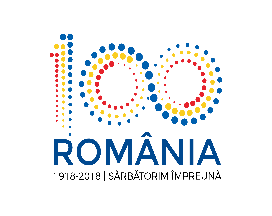 100
ROMÂNIA
1918-2018 | SĂRBĂTORIM ÎMPREUNĂ